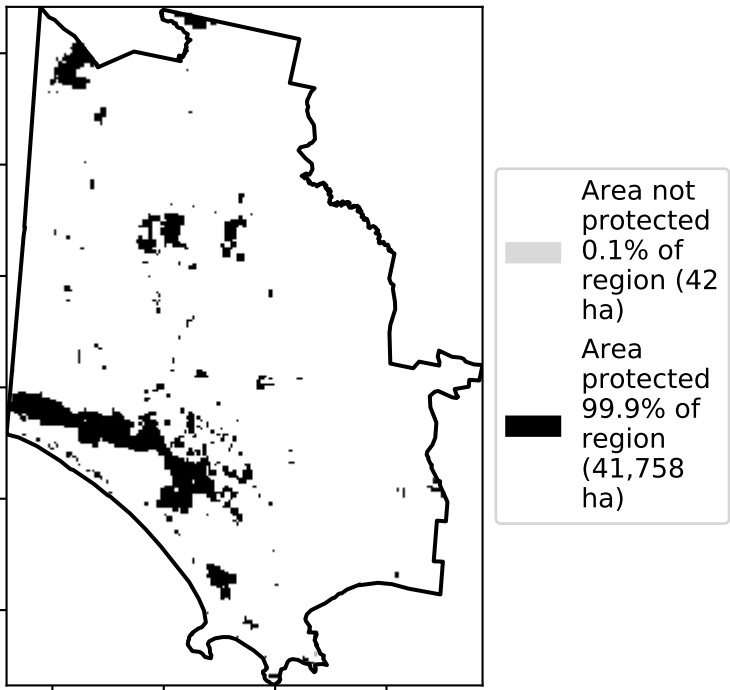 Area not
protected
0.1% of
region (42
ha)
Area
protected
99.9% of
region
(41,758
ha)